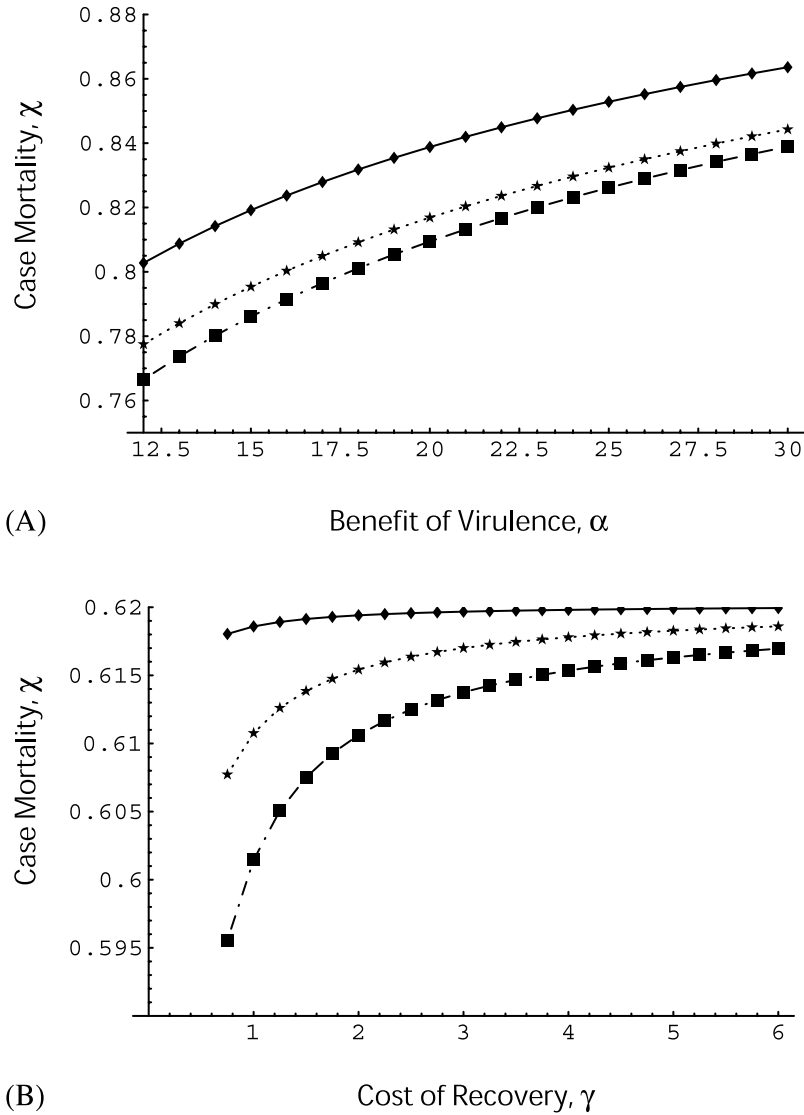 0.88
0.86
0.84
0.82
0.8
0.78
0.76
Case Mortality, χ
12.5 15 17.5 20 22.5 25 27.5 30
(A) Benefit of Virulence, α
0.62
0.615
0.61
0.605
0.6
0.595
Case Mortality, χ
1 2 3 4 5 6
(B) Cost of Recovery, γ